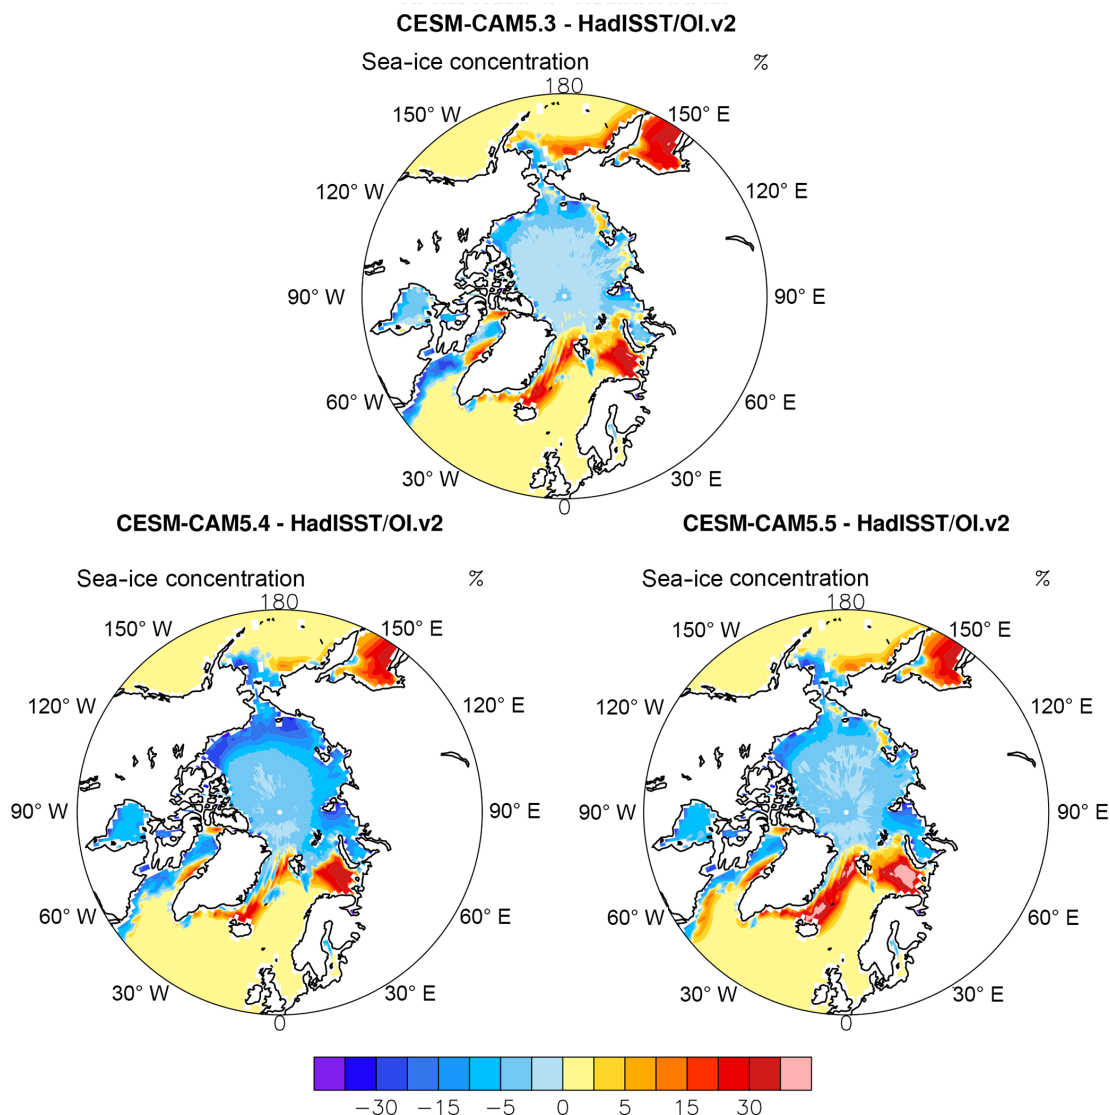 CESM-CAM5.3 - HadISST/OI.v2
Sea-ice concentration %
180
150° W 150° E
120° W 120° E
90° W 90° E
60° W 60° E
30° W 30° E
0
CESM-CAM5.4 - HadISST/OI.v2
Sea-ice concentration %
180
150° W 150° E
120° W 120° E
90° W 90° E
60° W 60° E
30° W 30° E
0
CESM-CAM5.5 - HadISST/OI.v2
Sea-ice concentration %
180
150° W 150° E
120° W 120° E
90° W 90° E
60° W 60° E
30° W 30° E
0
-30 -15 -5 0 5 15 30